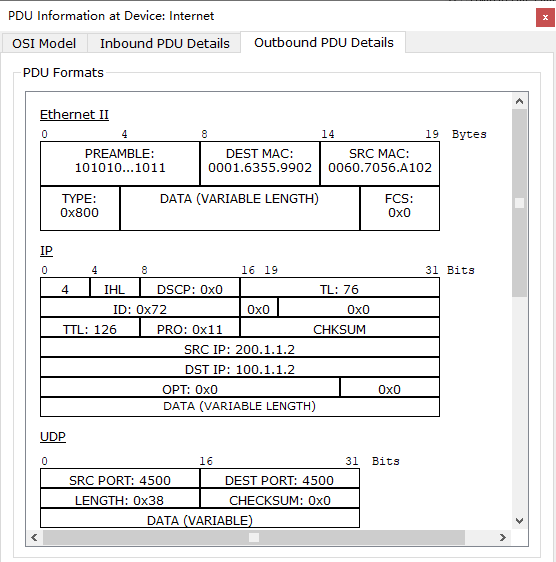 PDU Information at Device: Internet
x
OSI Model Inbound PDU Details Outbound PDU Details
PDU Formats
Ethernet II
0 4 8 14 19 Bytes
PREAMBLE: DEST MAC: SRC MAC:
101010...1011 0001.6355.9902 0060.7056.A102
TYPE: DATA (VARIABLE LENGTH) FCS:
0x800 0x0
IP
0 4 8 16 19 31 Bits
4 IHL DSCP: 0x0 TL: 76
ID: 0x72 0x0 0x0
TTL: 126 PRO: 0x11 CHKSUM
SRC IP: 200.1.1.2
DST IP: 100.1.1.2
OPT: 0x0 0x0
DATA (VARIABLE LENGTH)
UDP
0 16 31 Bits
SRC PORT: 4500 DEST PORT: 4500
LENGTH: 0x38 CHECKSUM: 0x0
DATA (VARIABLE)